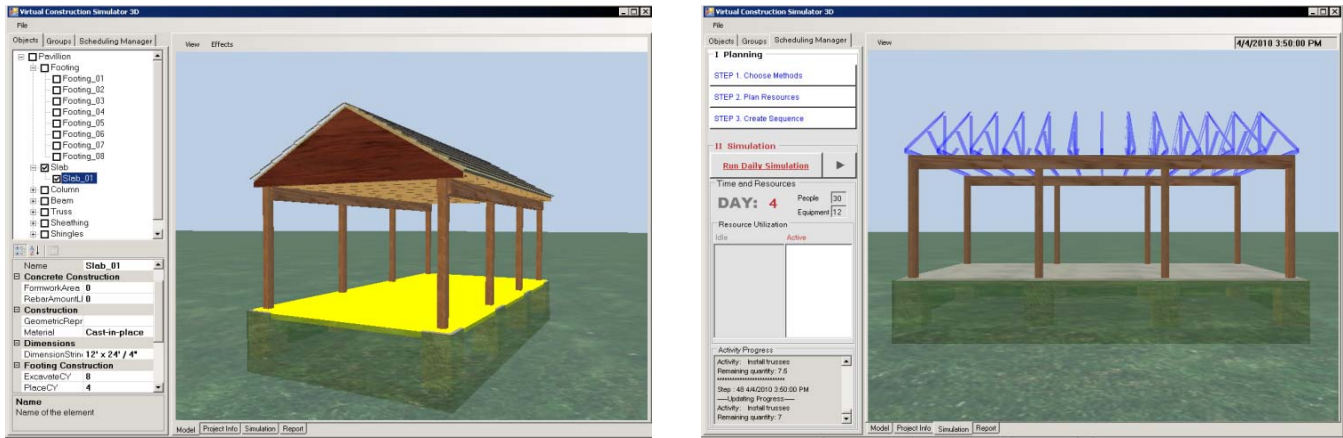 Virtual Construction Simulator 3D
File
Objects Groups Scheduling Manager
View Effects
Pavillion
Footing
Footing_01
Footing_02
Footing_03
Footing_04
Footing_05
Footing_06
Footing_07
Footing_08
Slab
Slab_01
Column
Beam
Truss
Sheathing
Shingles
Name Slab_01
Concrete Construction
FormworkArea 0
RebarAmountL 0
Construction
GeometricRepr
Material Cast-in-place
Dimensions
DimensionStrin 12' x 24' / 4"
Footing Construction
ExcavateCY 8
PlaceCY 4
Name
Name of the element
Model Project Info Simulation Report
Virtual Construction Simulator 3D
File
Objects Groups Scheduling Manager
View 4/4/2010 3:50:00 PM
I Planning
STEP 1. Choose Methods
STEP 2. Plan Resources
STEP 3. Create Sequence
II Simulation
Run Daily Simulation
Time and Resources
DAY: 4 People 30
Equipment 12
Resource Utilization
Idle Active
Activity Progress
Activity: Install trusses
Remaining quantity: 7.6
Step : 48 4/4/2010 3:50:00 PM
----Updating Progress----
Activity: Install trusses
Remaining quantity: 7
Model Project Info Simulation Report